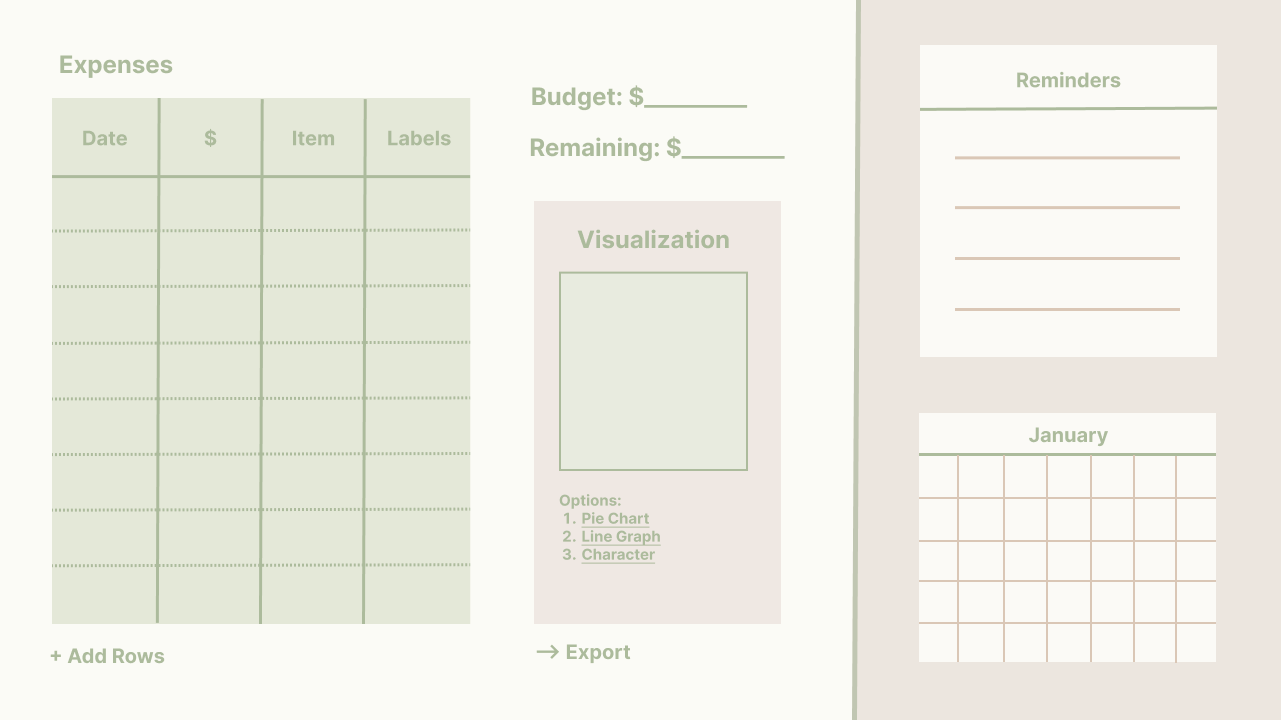 Expenses
Date $ Item Labels
+ Add Rows
Budget: $________
Remaining: $________
Visualization
Options:
1. Pie Chart
2. Line Graph
3. Character
→ Export
Reminders
January